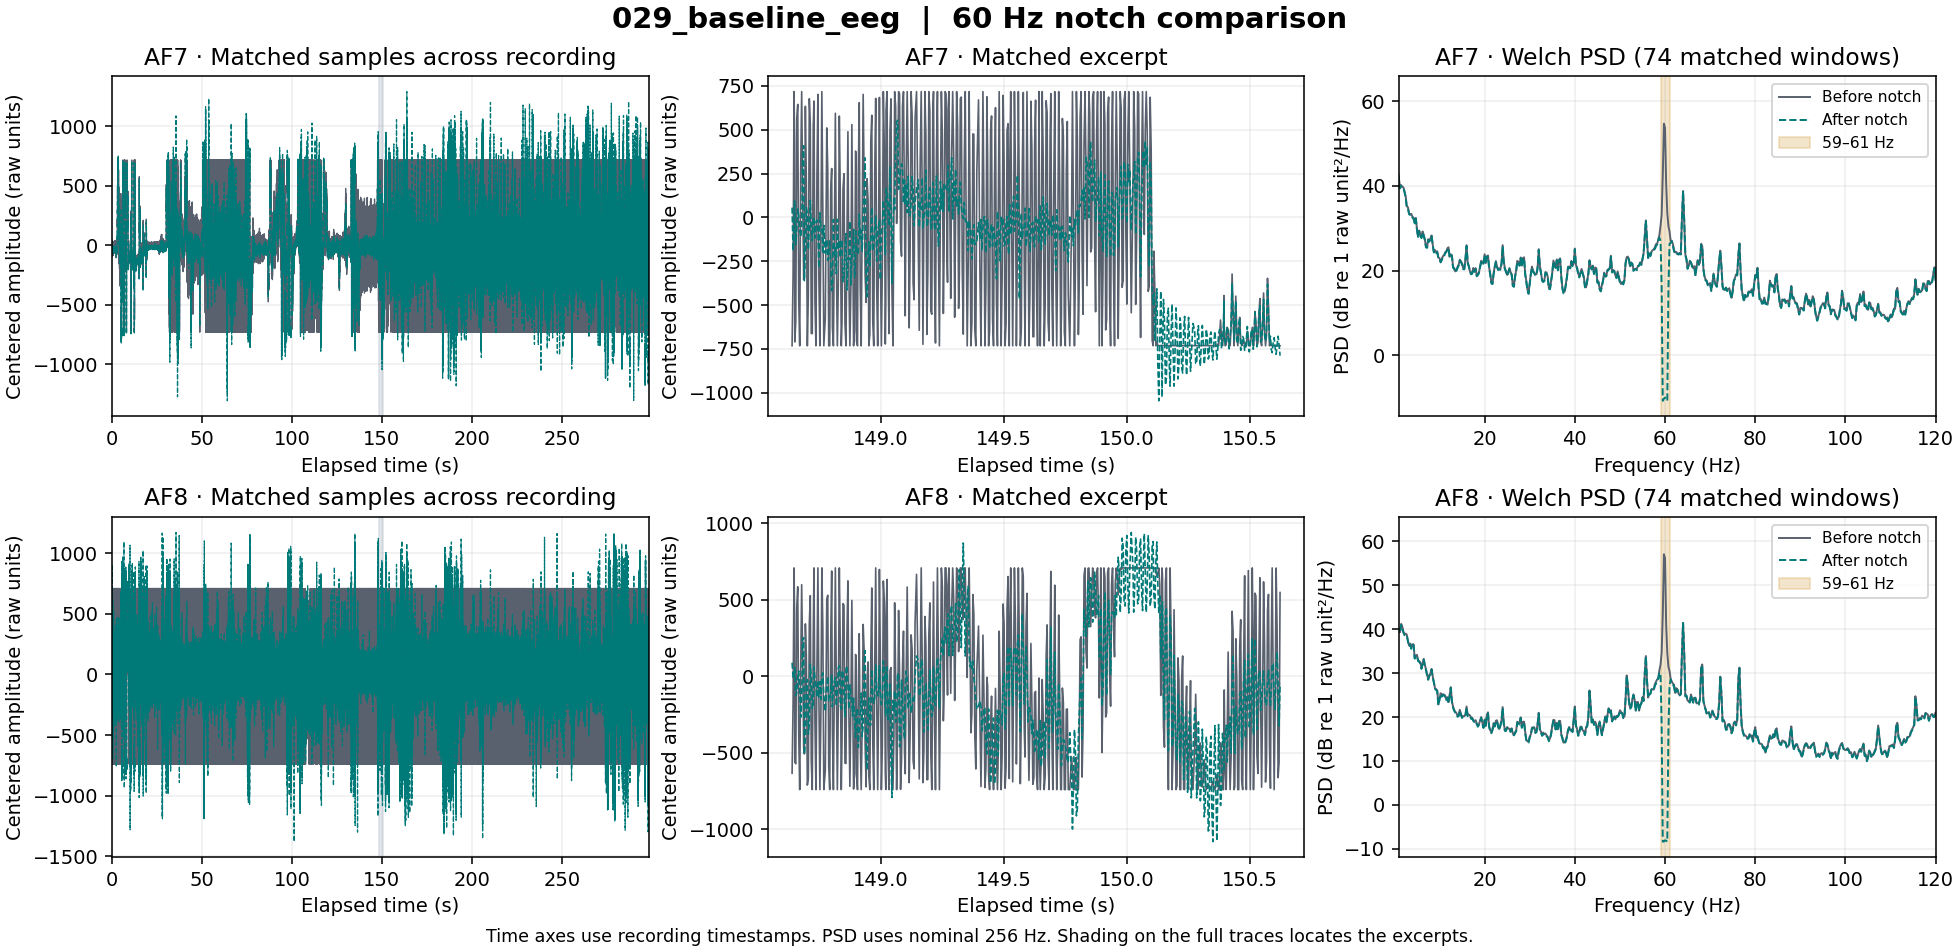 029_baseline_eeg  |  60 Hz notch comparison
AF7 · Matched samples across recording
Centered amplitude (raw units)
1000
500
0
−500
−1000
0
50
100
150
200
250
Elapsed time (s)
AF7 · Matched excerpt
Centered amplitude (raw units)
750
500
250
0
−250
−500
−750
−1000
149.0
149.5
150.0
150.5
Elapsed time (s)
AF7 · Welch PSD (74 matched windows)
PSD (dB re 1 raw unit²/Hz)
60
40
20
0
Before notch
After notch
59–61 Hz
20
40
60
80
100
120
Frequency (Hz)
AF8 · Matched samples across recording
Centered amplitude (raw units)
1000
500
0
−500
−1000
−1500
0
50
100
150
200
250
Elapsed time (s)
AF8 · Matched excerpt
Centered amplitude (raw units)
1000
500
0
−500
−1000
149.0
149.5
150.0
150.5
Elapsed time (s)
AF8 · Welch PSD (74 matched windows)
PSD (dB re 1 raw unit²/Hz)
60
50
40
30
20
10
0
−10
Before notch
After notch
59–61 Hz
20
40
60
80
100
120
Frequency (Hz)
Time axes use recording timestamps. PSD uses nominal 256 Hz. Shading on the full traces locates the excerpts.